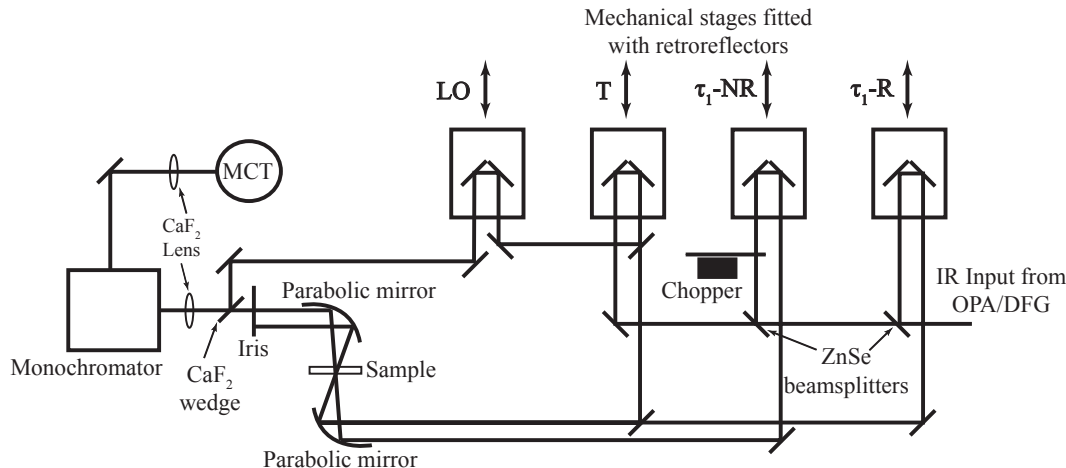 Mechanical stages fitted
with retroreflectors
LO
T
τ₁-NR
τ₁-R
MCT
CaF₂
Lens
Chopper
IR Input from
OPA/DFG
Parabolic mirror
Iris
ZnSe
beamsplitters
Monochromator
CaF₂
wedge
Sample
Parabolic mirror